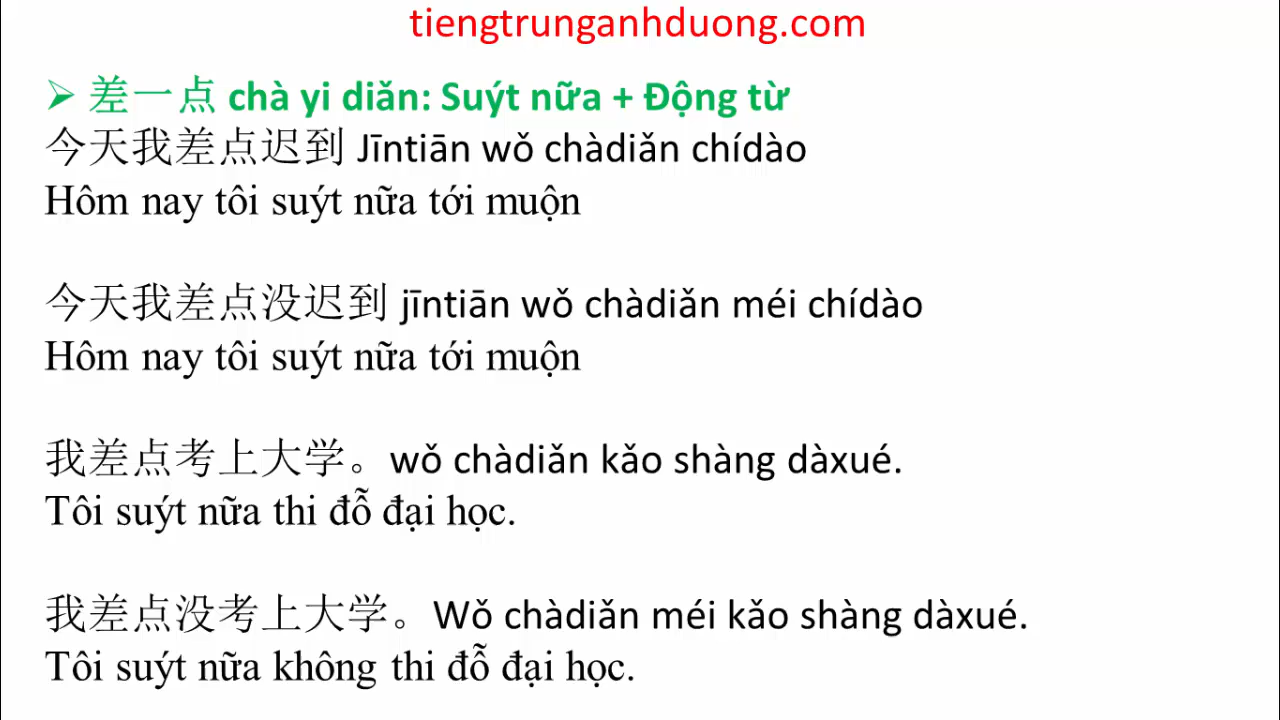 tiengtrunganhduong.com
➢ 差一点 chà yi diǎn: Suýt nữa + Động từ
今天我差点迟到 Jīntiān wǒ chàdiǎn chídào
Hôm nay tôi suýt nữa tới muộn
今天我差点没迟到 jīntiān wǒ chàdiǎn méi chídào
Hôm nay tôi suýt nữa tới muộn
我差点考上大学。wǒ chàdiǎn kǎo shàng dàxué.
Tôi suýt nữa thi đỗ đại học.
我差点没考上大学。Wǒ chàdiǎn méi kǎo shàng dàxué.
Tôi suýt nữa không thi đỗ đại học.